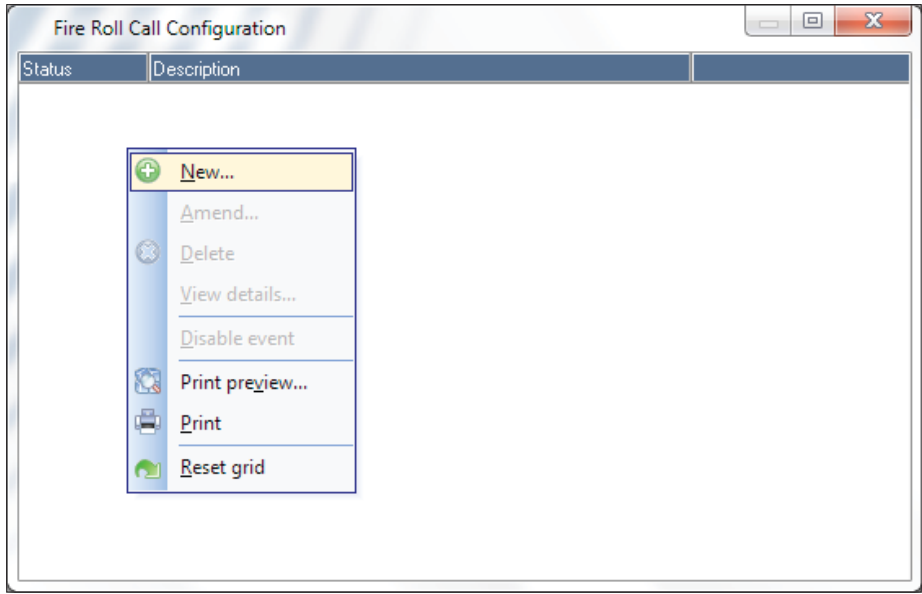 Fire Roll Call Configuration
Status Description
New...
Amend...
Delete
View details...
Disable event
Print preview...
Print
Reset grid